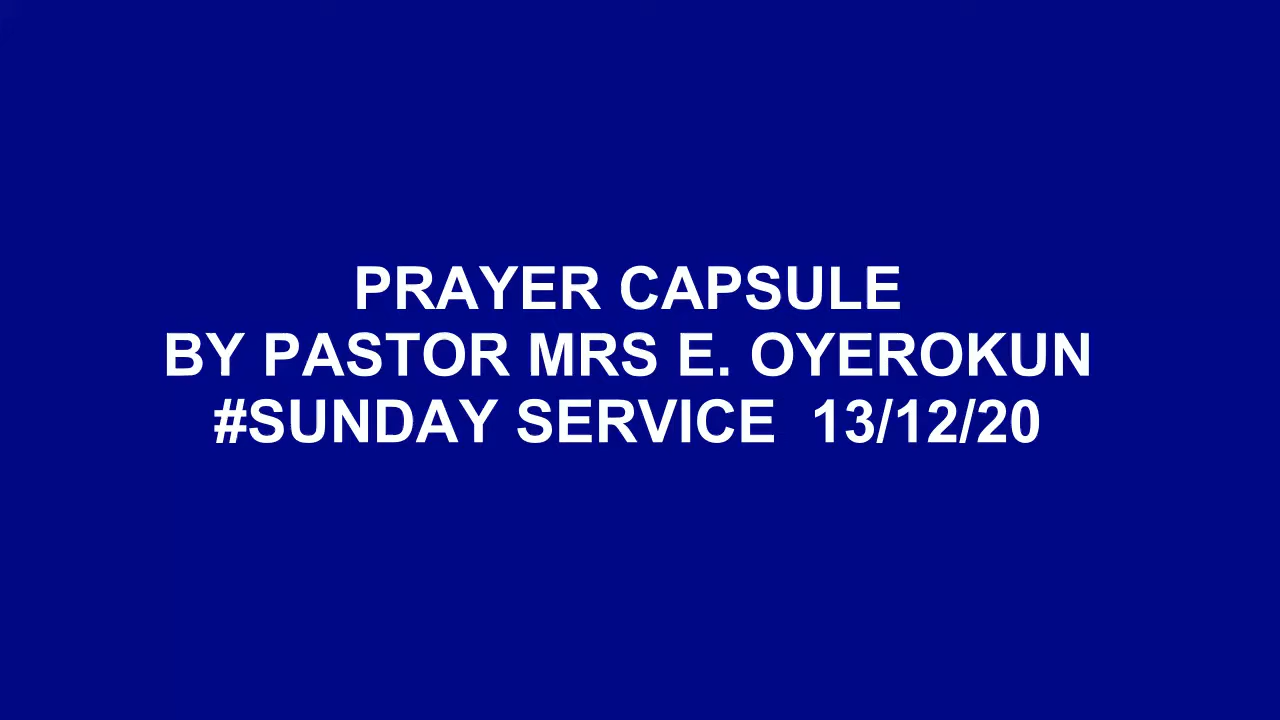 PRAYER CAPSULE
BY PASTOR MRS E. OYEROKUN
#SUNDAY SERVICE  13/12/20